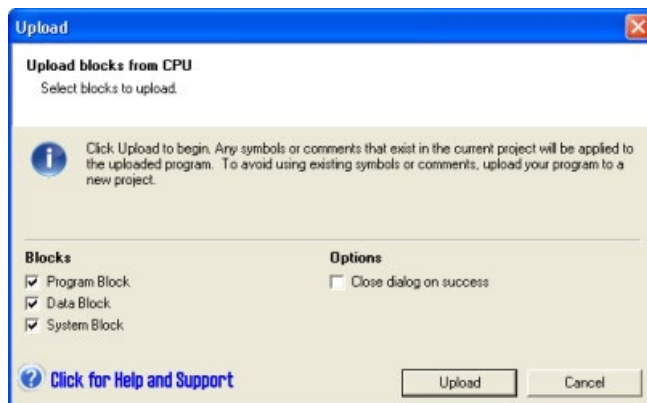 Upload
Upload blocks from CPU
Select blocks to upload.
Click Upload to begin. Any symbols or comments that exist in the current project will be applied to
the uploaded program. To avoid using existing symbols or comments, upload your program to a
new project.
Blocks
Options
Program Block
Close dialog on success
Data Block
System Block
Click for Help and Support
Upload
Cancel